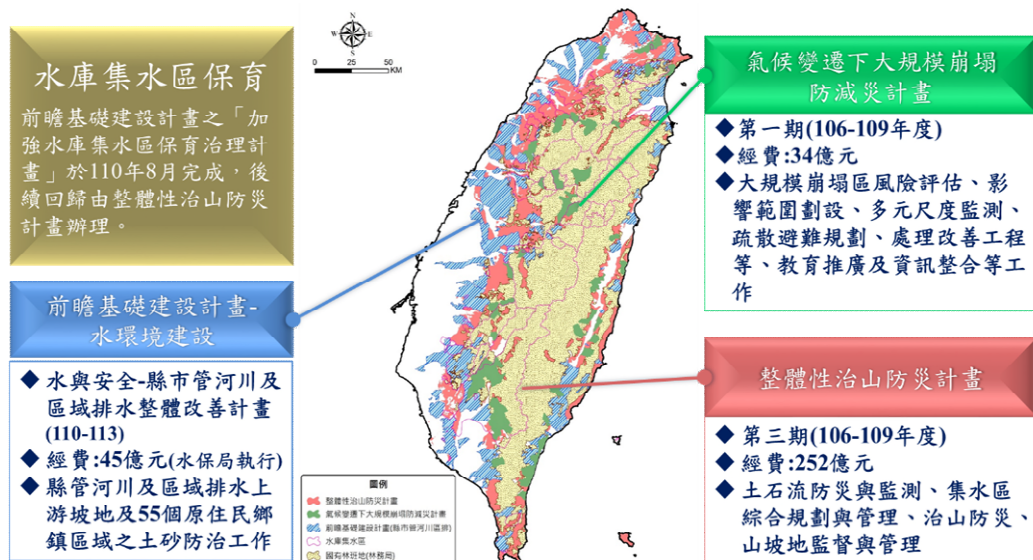 水庫集水區保育
前瞻基礎建設計畫之「加
強水庫集水區保育治理計
畫」於110年8月完成，後
續回歸由整體性治山防災
計畫辦理。
前瞻基礎建設計畫-
水環境建設
◆ 水與安全-縣市管河川及
區域排水整體改善計畫
(110-113)
◆ 經費:45億元(水保局執行)
◆ 縣管河川及區域排水上
游坡地及55個原住民鄉
鎮區域之土砂防治工作
N
W E
S
0 25 50
KM
圖例
整體性治山防災計畫
氣候變遷下大規模崩塌防減災計畫
前瞻基礎建設計畫(縣市管河川區排)
水庫集水區
國有林班地(林務局)
氣候變遷下大規模崩塌
防減災計畫
◆第一期(106-109年度)
◆經費:34億元
◆大規模崩塌區風險評估、影
響範圍劃設、多元尺度監測、
疏散避難規劃、處理改善工程
等、教育推廣及資訊整合等工
作
整體性治山防災計畫
◆ 第三期(106-109年度)
◆ 經費:252億元
◆ 土石流防災與監測、集水區
綜合規劃與管理、治山防災、
山坡地監督與管理